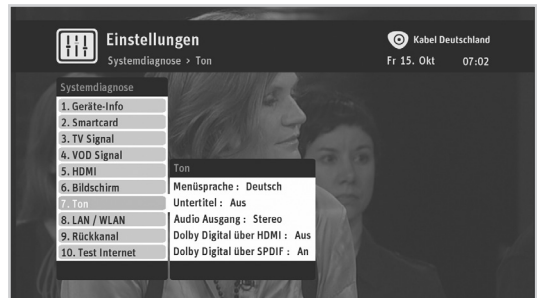 Einstellungen
Systemdiagnose > Ton
Kabel Deutschland
Fr 15. Okt 07:02
Systemdiagnose
1. Geräte-Info
2. Smartcard
3. TV Signal
4. VOD Signal
5. HDMI
6. Bildschirm
7. Ton
8. LAN / WLAN
9. Rückkanal
10. Test Internet
Ton
Menüsprache : Deutsch
Untertitel : Aus
Audio Ausgang : Stereo
Dolby Digital über HDMI : Aus
Dolby Digital über SPDIF : An